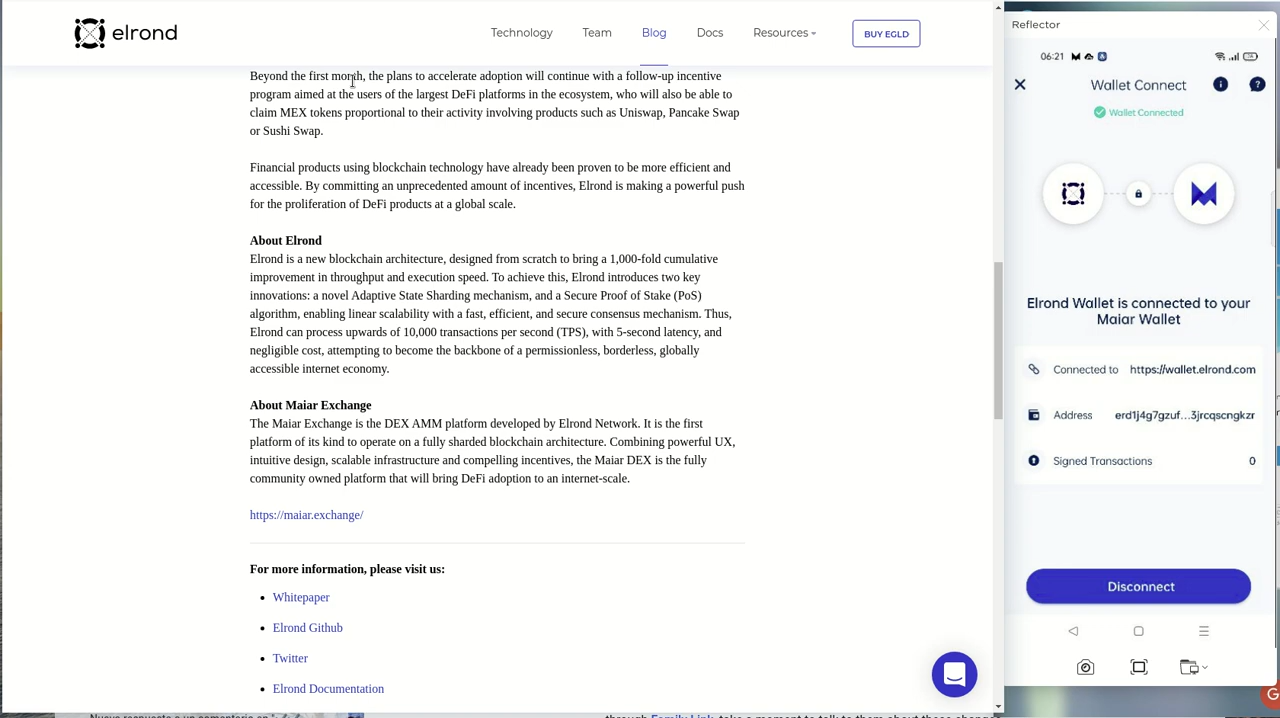 elrond
Technology
Team
Blog
Docs
Resources
BUY EGLD
Beyond the first month, the plans to accelerate adoption will continue with a follow-up incentive
program aimed at the users of the largest DeFi platforms in the ecosystem, who will also be able to
claim MEX tokens proportional to their activity involving products such as Uniswap, Pancake Swap
or Sushi Swap.
Financial products using blockchain technology have already been proven to be more efficient and
accessible. By committing an unprecedented amount of incentives, Elrond is making a powerful push
for the proliferation of DeFi products at a global scale.
About Elrond
Elrond is a new blockchain architecture, designed from scratch to bring a 1,000-fold cumulative
improvement in throughput and execution speed. To achieve this, Elrond introduces two key
innovations: a novel Adaptive State Sharding mechanism, and a Secure Proof of Stake (PoS)
algorithm, enabling linear scalability with a fast, efficient, and secure consensus mechanism. Thus,
Elrond can process upwards of 10,000 transactions per second (TPS), with 5-second latency, and
negligible cost, attempting to become the backbone of a permissionless, borderless, globally
accessible internet economy.
About Maiar Exchange
The Maiar Exchange is the DEX AMM platform developed by Elrond Network. It is the first
platform of its kind to operate on a fully sharded blockchain architecture. Combining powerful UX,
intuitive design, scalable infrastructure and compelling incentives, the Maiar DEX is the fully
community owned platform that will bring DeFi adoption to an internet-scale.
https://maiar.exchange/
For more information, please visit us:
Whitepaper
Elrond Github
Twitter
Elrond Documentation
Reflector
06:21
Wallet Connect
Wallet Connected
Elrond Wallet is connected to your
Maiar Wallet
Connected to https://wallet.elrond.com
Address erd1j4g7gzuf...3jrcqscngkzr
Signed Transactions 0
Disconnect